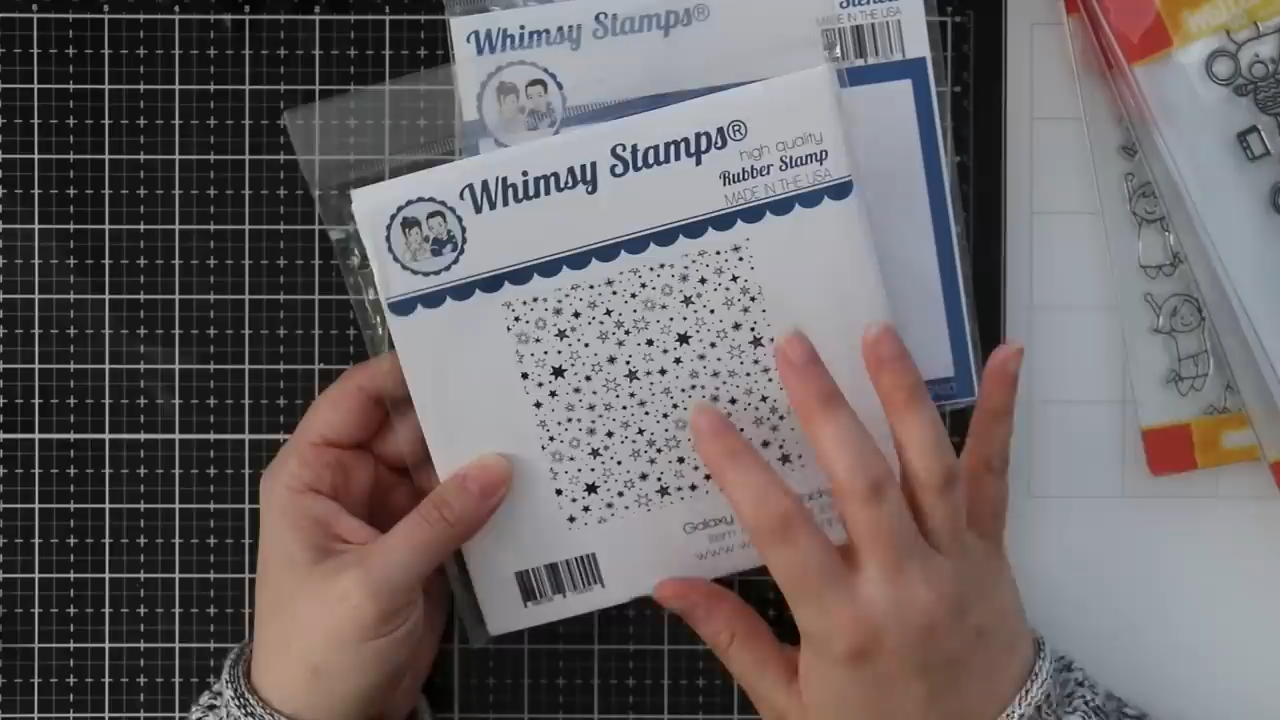 Whimsy Stamps®
MADE IN THE USA
Whimsy Stamps®
high quality
Rubber Stamp
MADE IN THE USA
Galaxy